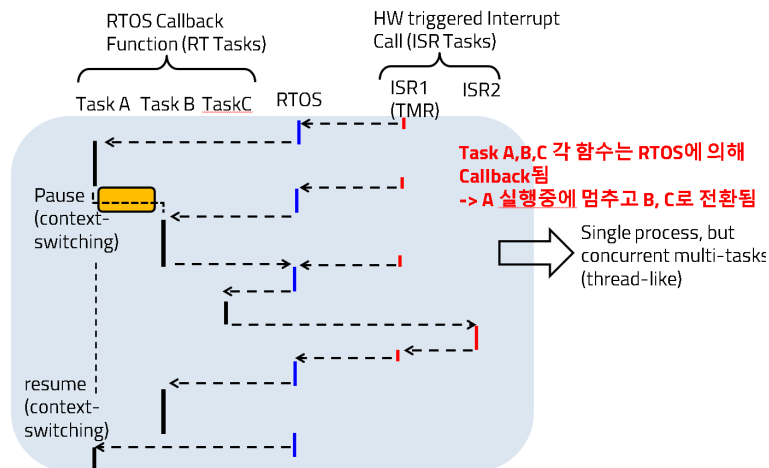 RTOS Callback
Function (RT Tasks)
HW triggered Interrupt
Call (ISR Tasks)
Task A
Task B
TaskC
RTOS
ISR1
(TMR)
ISR2
Task A,B,C 각 함수는 RTOS에 의해
Callback됨
-> A 실행중에 멈추고 B, C로 전환됨
Pause
(context-
switching)
Single process, but
concurrent multi-tasks
(thread-like)
resume
(context-
switching)